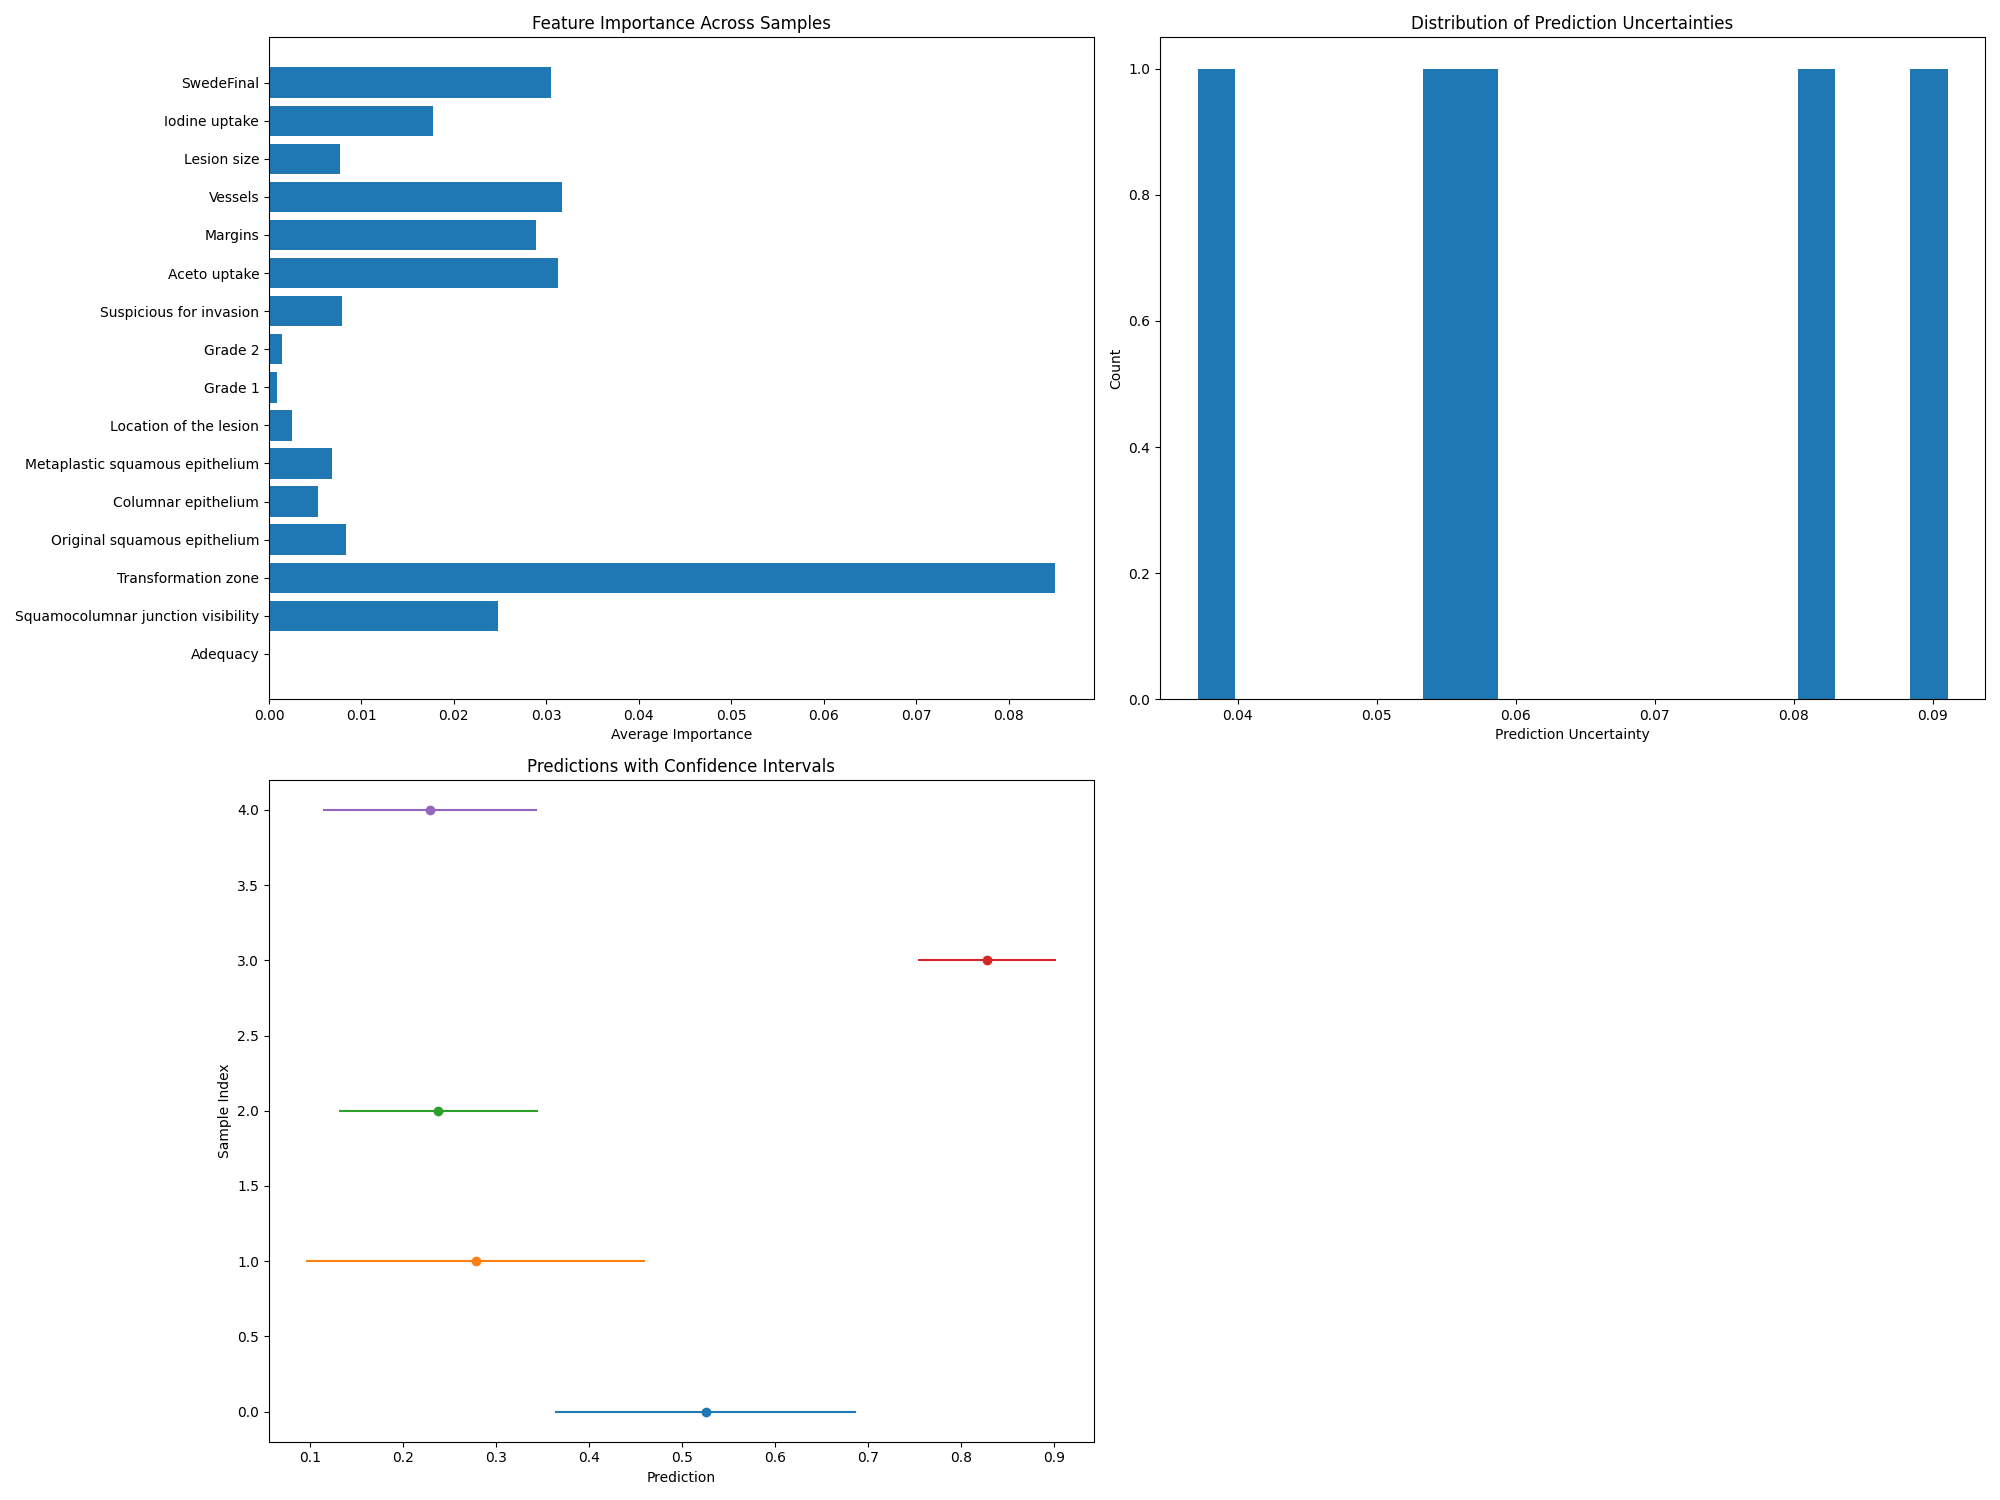 Feature Importance Across Samples
SwedeFinal
Iodine uptake
Lesion size
Vessels
Margins
Aceto uptake
Suspicious for invasion
Grade 2
Grade 1
Location of the lesion
Metaplastic squamous epithelium
Columnar epithelium
Original squamous epithelium
Transformation zone
Squamocolumnar junction visibility
Adequacy
0.00 0.01 0.02 0.03 0.04 0.05 0.06 0.07 0.08
Average Importance
Distribution of Prediction Uncertainties
Count
1.0
0.8
0.6
0.4
0.2
0.0
0.04 0.05 0.06 0.07 0.08 0.09
Prediction Uncertainty
Predictions with Confidence Intervals
Sample Index
4.0
3.5
3.0
2.5
2.0
1.5
1.0
0.5
0.0
0.1 0.2 0.3 0.4 0.5 0.6 0.7 0.8 0.9
Prediction